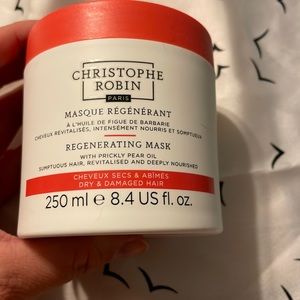 CHRISTOPHE
ROBIN
PARIS
MASQUE RÉGÉNÉRANT
À L'HUILE DE FIGUE DE BARBARIE
CHEVEUX REVITALISÉS, INTENSÉMENT NOURRIS ET SOMPTUEUX
REGENERATING MASK
WITH PRICKLY PEAR OIL
SUMPTUOUS HAIR, REVITALISED AND DEEPLY NOURISHED
CHEVEUX SECS & ABÎMÉS
DRY & DAMAGED HAIR
250 ml e 8.4 US fl. oz.